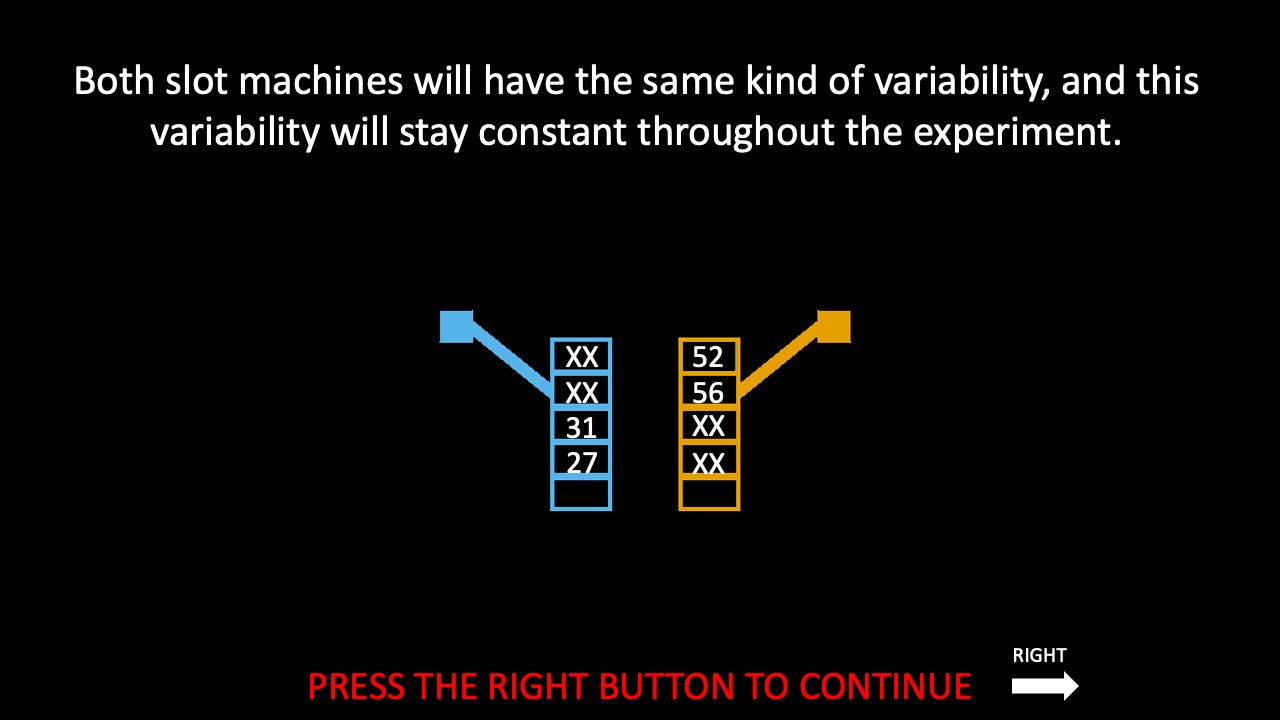 Both slot machines will have the same kind of variability, and this
variability will stay constant throughout the experiment.
XX 52
XX 56
31 XX
27 XX
RIGHT
PRESS THE RIGHT BUTTON TO CONTINUE